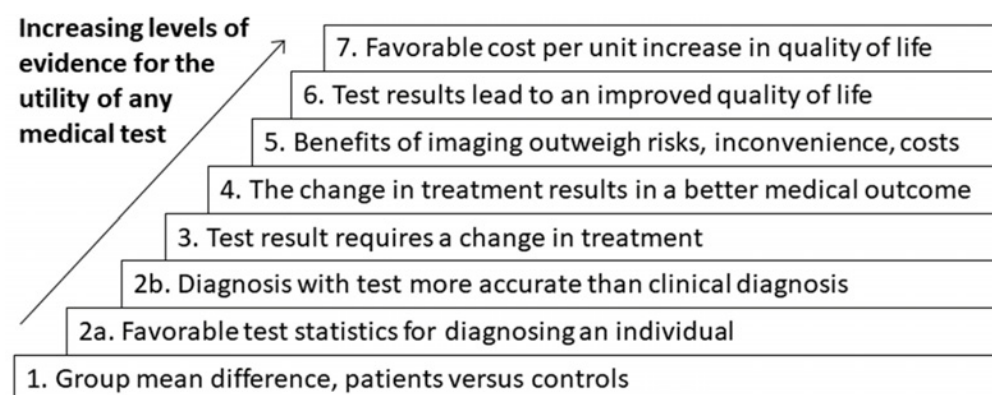 Increasing levels of
evidence for the
utility of any
medical test
7. Favorable cost per unit increase in quality of life
6. Test results lead to an improved quality of life
5. Benefits of imaging outweigh risks, inconvenience, costs
4. The change in treatment results in a better medical outcome
3. Test result requires a change in treatment
2b. Diagnosis with test more accurate than clinical diagnosis
2a. Favorable test statistics for diagnosing an individual
1. Group mean difference, patients versus controls